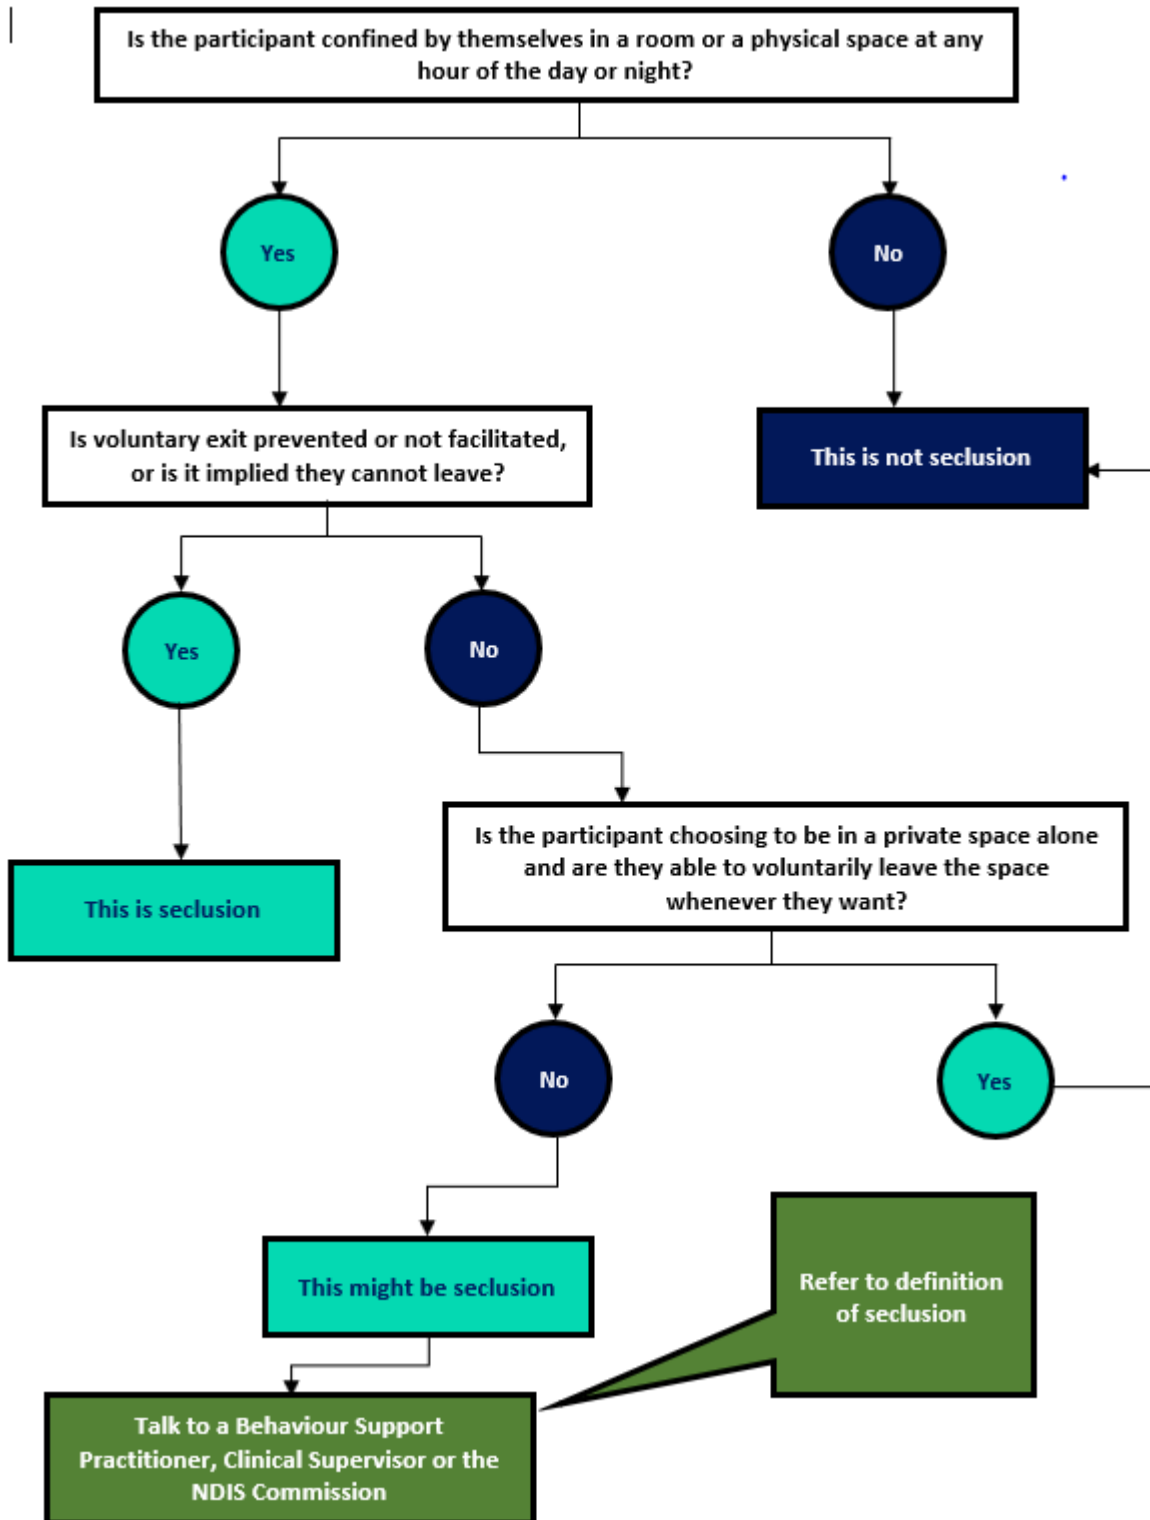 Is the participant confined by themselves in a room or a physical space at any
hour of the day or night?
Yes
No
Is voluntary exit prevented or not facilitated,
or is it implied they cannot leave?
This is not seclusion
Yes
No
Is the participant choosing to be in a private space alone
and are they able to voluntarily leave the space
whenever they want?
This is seclusion
No
Yes
This might be seclusion
Refer to definition
of seclusion
Talk to a Behaviour Support
Practitioner, Clinical Supervisor or the
NDIS Commission